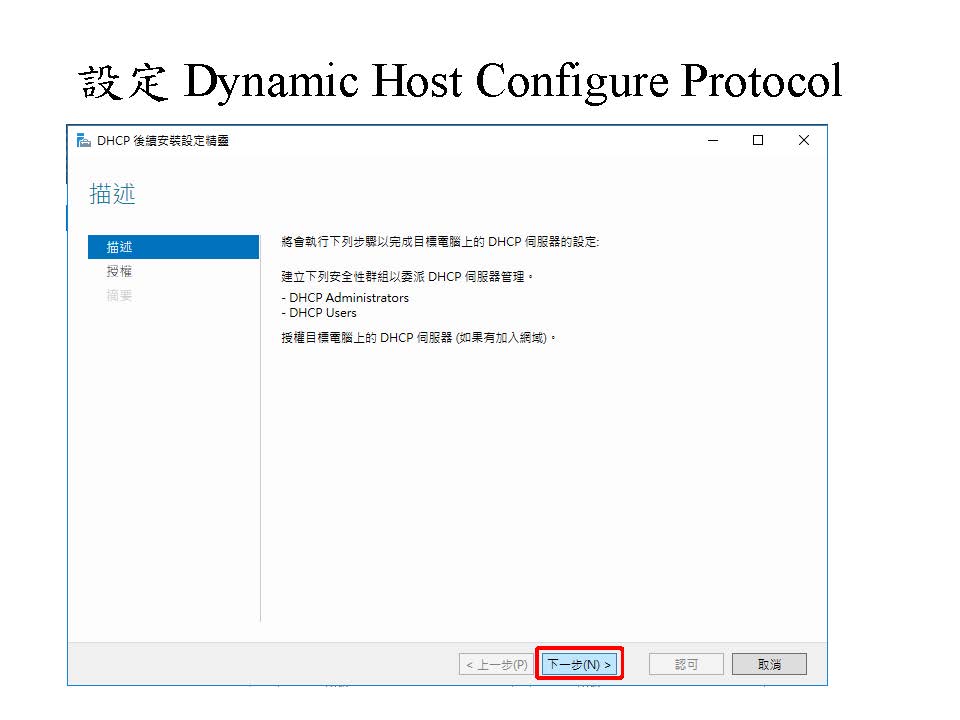 設定 Dynamic Host Configure Protocol
DHCP 後續安裝設定精靈
描述
描述
授權
摘要
將會執行下列步驟以完成目標電腦上的 DHCP 伺服器的設定:
建立下列安全性群組以委派 DHCP 伺服器管理。
- DHCP Administrators
- DHCP Users
授權目標電腦上的 DHCP 伺服器 (如果有加入網域)。
< 上一步(P)
下一步(N) >
認可
取消